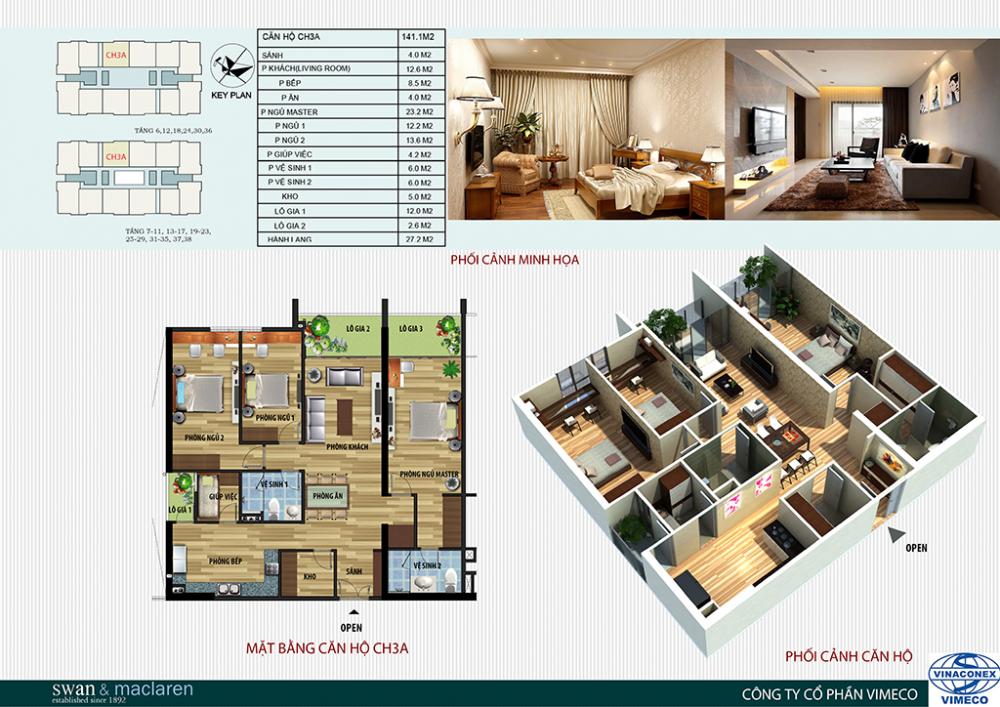 CH3A
KEY PLAN
TẦNG 6,12,18,24,30,36
CH3A
TẦNG 7-11, 13-17, 19-23,
25-29, 31-35, 37,38
CĂN HỘ CH3A 141.1M2
SẢNH 4.0 M2
P KHÁCH(LIVING ROOM) 12.6 M2
P BẾP 8.5 M2
P ĂN 4.0 M2
P NGỦ MASTER 23.2 M2
P NGỦ 1 12.2 M2
P NGỦ 2 13.6 M2
P GIÚP VIỆC 4.2 M2
P VỆ SINH 1 6.0 M2
P VỆ SINH 2 6.0 M2
KHO 5.0 M2
LÔ GIA 1 12.0 M2
LÔ GIA 2 2.6 M2
HÀNH LANG 27.2 M2
PHỐI CẢNH MINH HỌA
LÔ GIA 2
LÔ GIA 3
PHÒNG NGỦ 1
PHÒNG NGỦ 2
PHÒNG KHÁCH
PHÒNG NGỦ MASTER
GIÚP VIỆC
VỆ SINH 1
PHÒNG ĂN
LÔ GIA 1
PHÒNG BẾP
KHO
SẢNH
VỆ SINH 2
OPEN
MẶT BẰNG CĂN HỘ CH3A
OPEN
PHỐI CẢNH CĂN HỘ
swan & maclaren
established since 1892
CÔNG TY CỔ PHẦN VIMECO
VINACONEX
VIMECO